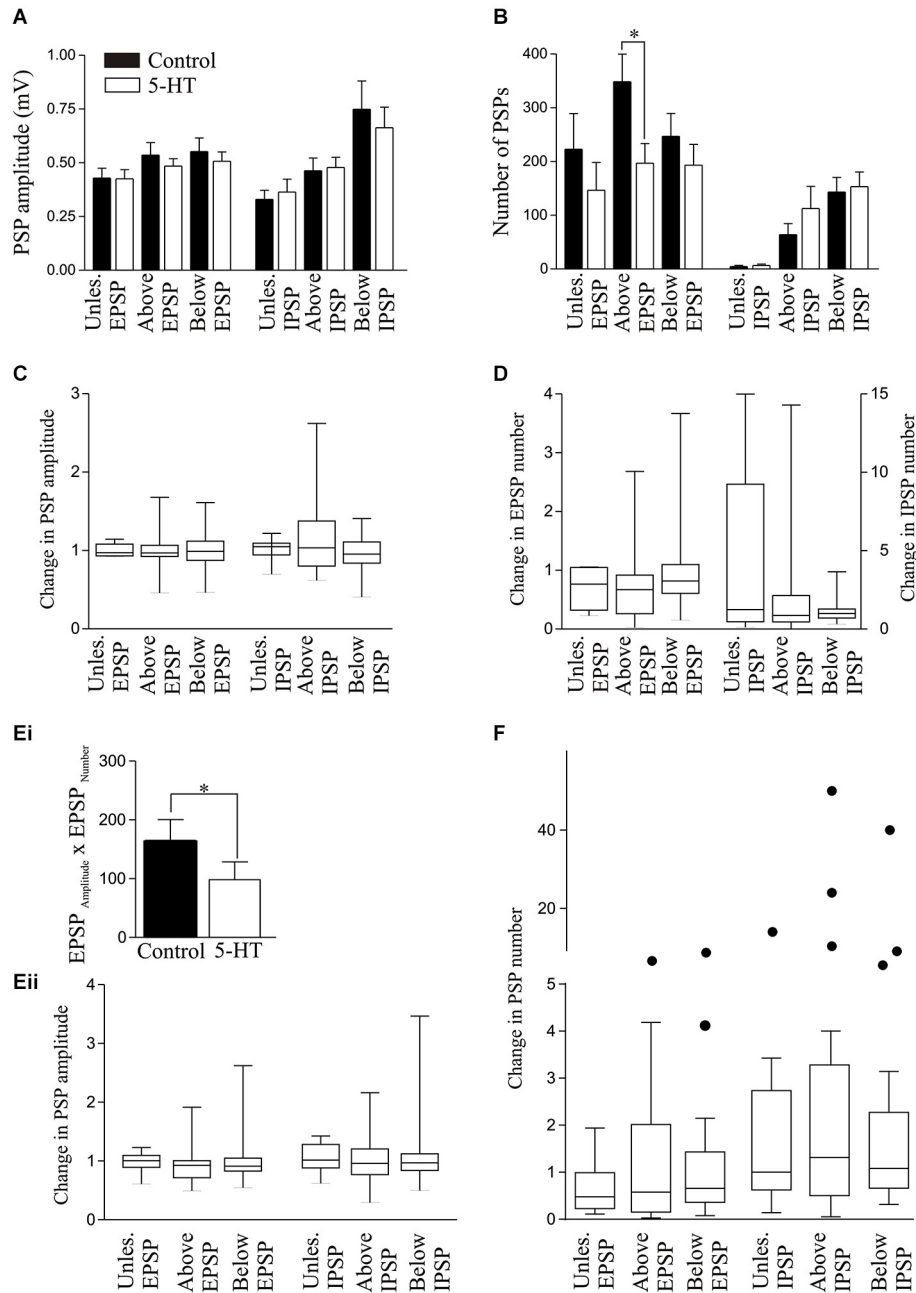 A
PSP amplitude (mV)
1.00
0.75
0.50
0.25
0.00
Control
5-HT
Unles. EPSP
Above EPSP
Below EPSP
Unles. IPSP
Above IPSP
Below IPSP
B
Number of PSPs
400
300
200
100
0
*
Unles. EPSP
Above EPSP
Below EPSP
Unles. IPSP
Above IPSP
Below IPSP
C
Change in PSP amplitude
3
2
1
0
Unles. EPSP
Above EPSP
Below EPSP
Unles. IPSP
Above IPSP
Below IPSP
D
Change in EPSP number
4
3
2
1
0
15
10
5
0
Change in IPSP number
Unles. EPSP
Above EPSP
Below EPSP
Unles. IPSP
Above IPSP
Below IPSP
Ei
EPSP Amplitude x EPSP Number
300
200
100
0
*
Control 5-HT
Eii
Change in PSP amplitude
4
3
2
1
0
Unles. EPSP
Above EPSP
Below EPSP
Unles. IPSP
Above IPSP
Below IPSP
F
Change in PSP number
40
20
5
4
3
2
1
0
Unles. EPSP
Above EPSP
Below EPSP
Unles. IPSP
Above IPSP
Below IPSP